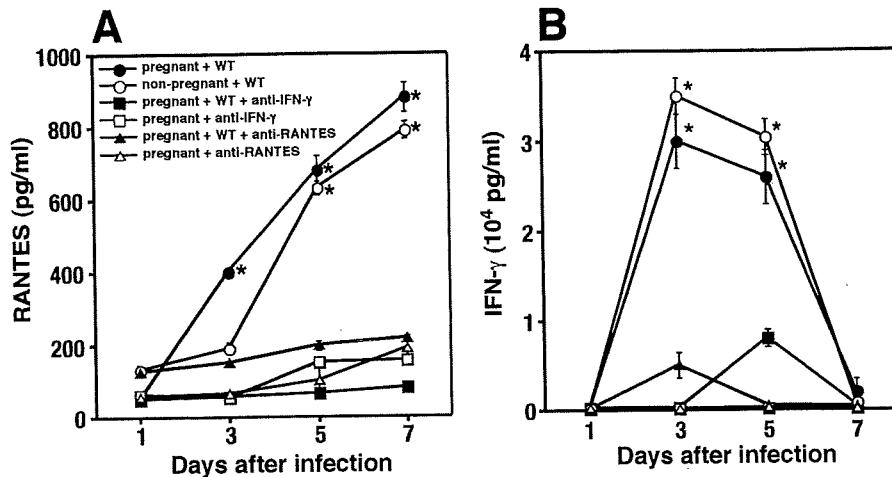 A
RANTES (pg/ml)
1000
800
600
400
200
0
pregnant + WT
non-pregnant + WT
pregnant + WT + anti-IFN-γ
pregnant + anti-IFN-γ
pregnant + WT + anti-RANTES
pregnant + anti-RANTES
*
*
*
*
*
1 3 5 7
Days after infection
B
IFN-γ (10⁴ pg/ml)
4
3
2
1
0
*
*
*
*
1 3 5 7
Days after infection